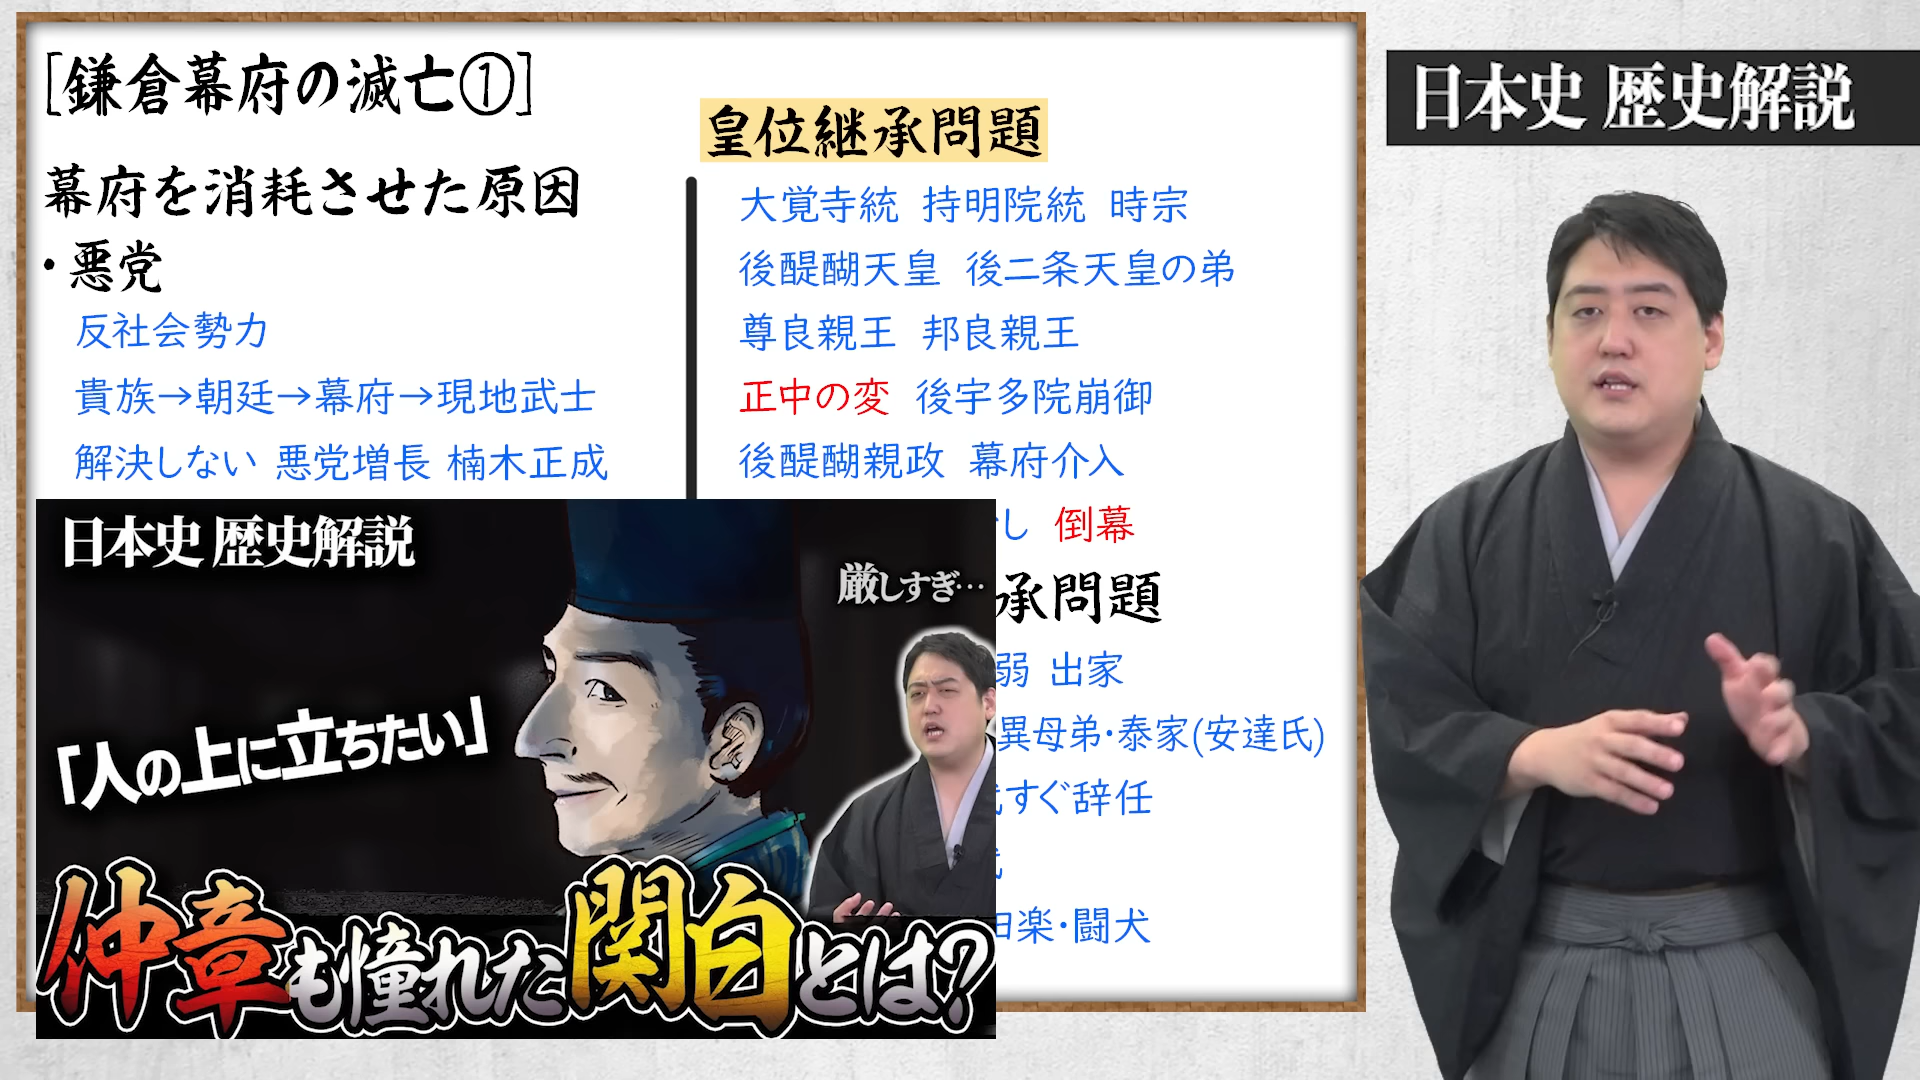 [鎌倉幕府の滅亡①]
幕府を消耗させた原因
・悪党
反社会勢力
貴族→朝廷→幕府→現地武士
解決しない 悪党増長 楠木正成
皇位継承問題
大覚寺統 持明院統 時宗
後醍醐天皇 後二条天皇の弟
尊良親王 邦良親王
正中の変 後宇多院崩御
後醍醐親政 幕府介入
し 倒幕
承問題
弱 出家
異母弟・泰家(安達氏)
すぐ辞任
楽・闘犬
日本史 歴史解説
厳しすぎ…
「人の上に立ちたい」
仲章も憧れた関白とは?
日本史 歴史解説